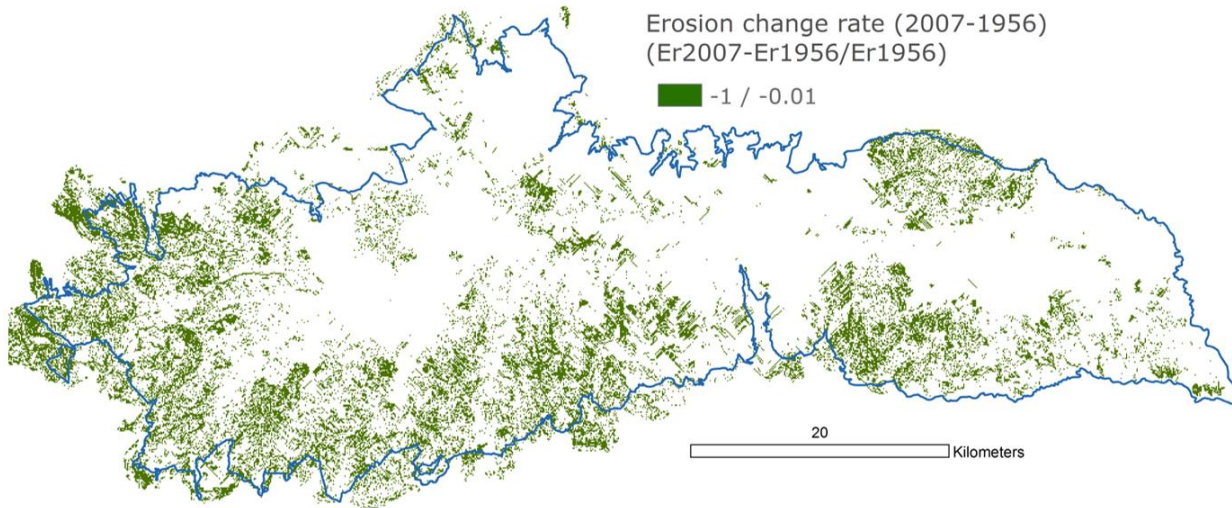 Erosion change rate (2007-1956)
(Er2007-Er1956/Er1956)
-1 / -0.01
20
Kilometers